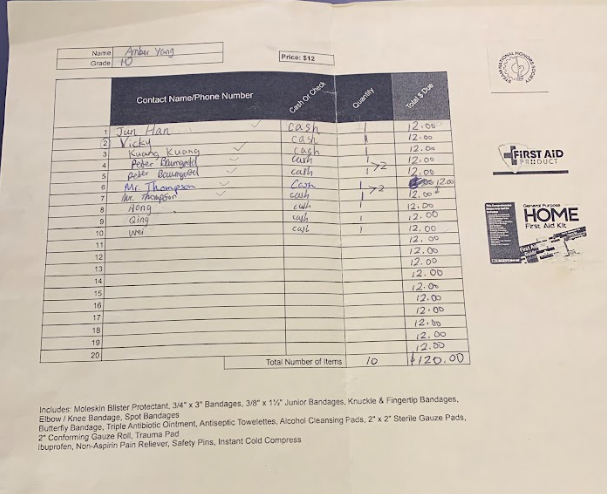 Name Amber Yang
Grade 10
Price: $12
Contact Name/Phone Number Cash Or Check Quantity Total $ Due
1 Jun Han cash 1 12.00
2 Vicky cash 1 12.00
3 Kuang Kuang cash 1 12.00
4 Peter Baumgold cash 1 >2 12.00
5 Peter Baumgold cash 1 12.00
6 Mr. Thompson Cash 1 >2 12.00
7 Mr. Thompson cash 1 12.00
8 Hong cash 1 12.00
9 Qing cash 1 12.00
10 Wei cash 1 12.00
11 12.00
12 12.00
13 12.00
14 12.00
15 12.00
16 12.00
17 12.00
18 12.00
19 12.00
20 12.00
Total Number of Items 10 $120.00
FIRST AID
PRODUCT
General Purpose
HOME
First Aid Kit
Includes: Moleskin Blister Protectant, 3/4" x 3" Bandages, 3/8" x 1½" Junior Bandages, Knuckle & Fingertip Bandages,
Elbow / Knee Bandage, Spot Bandages
Butterfly Bandage, Triple Antibiotic Ointment, Antiseptic Towelettes, Alcohol Cleansing Pads, 2" x 2" Sterile Gauze Pads,
2" Conforming Gauze Roll, Trauma Pad
Ibuprofen, Non-Aspirin Pain Reliever, Safety Pins, Instant Cold Compress